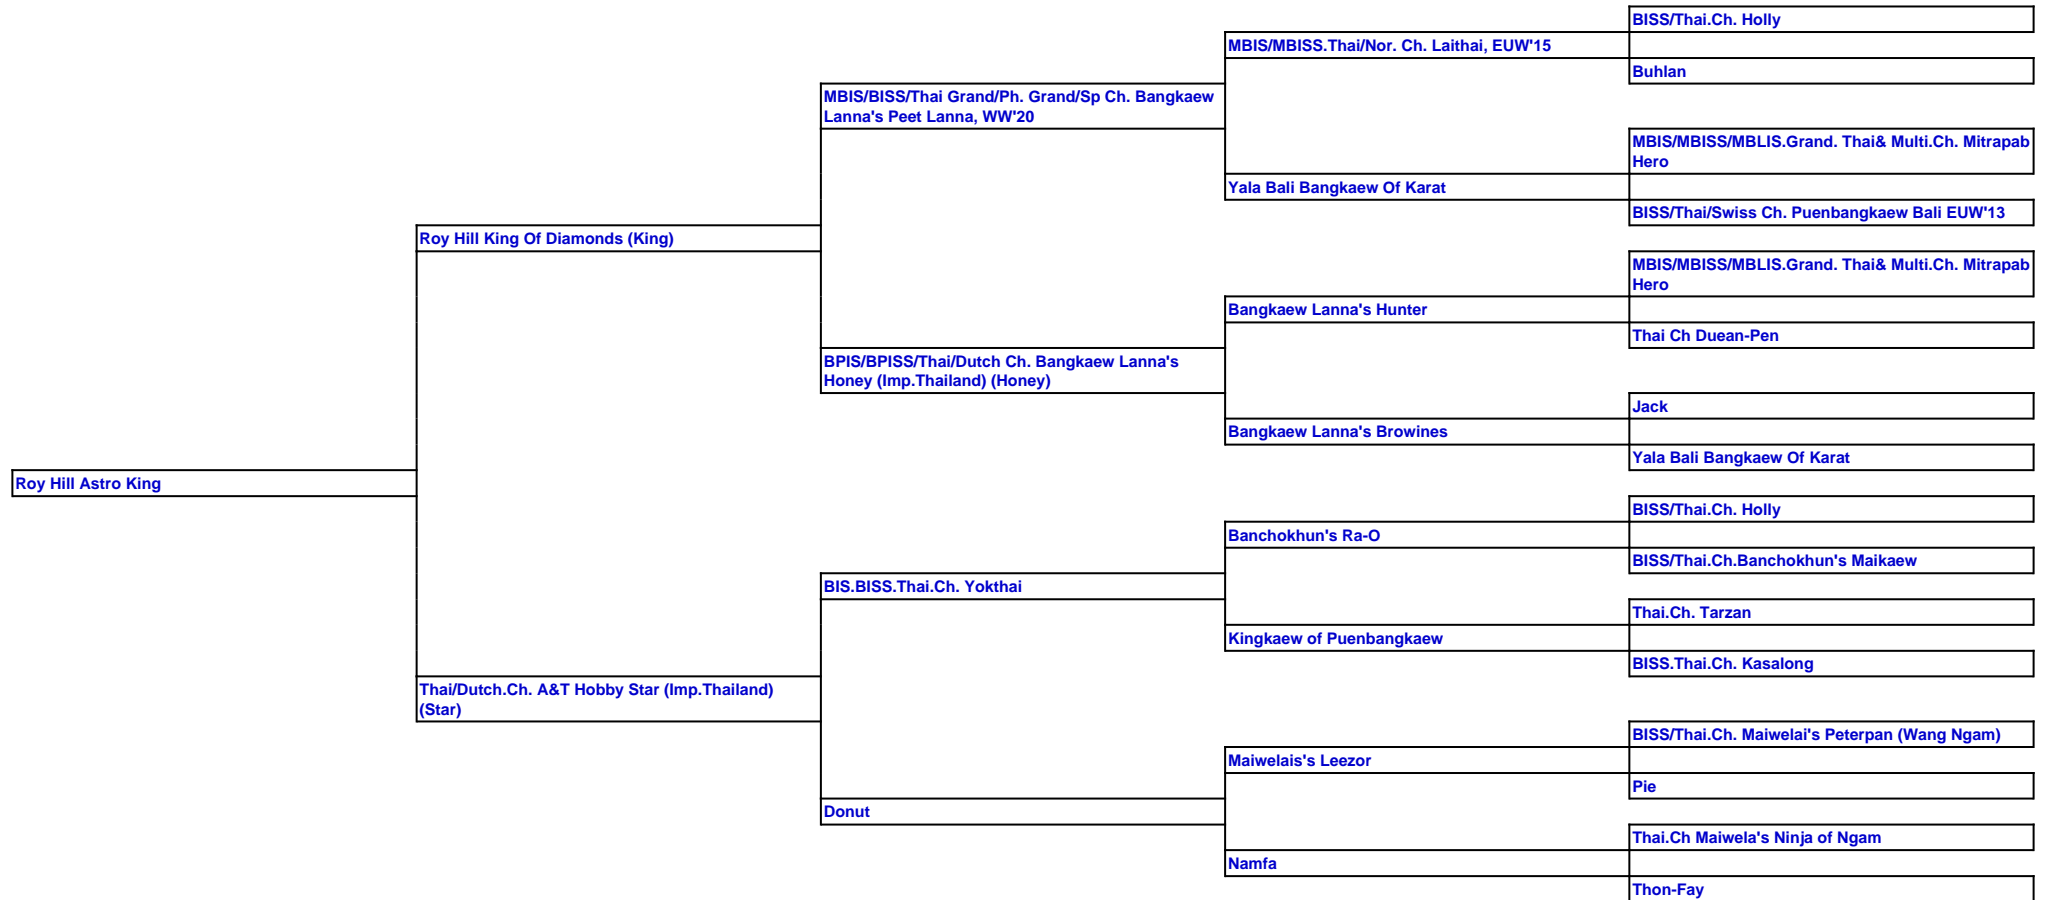 BISS/Thai.Ch. Holly
MBIS/MBISS.Thai/Nor. Ch. Laithai, EUW'15
Buhlan
MBIS/BISS/Thai Grand/Ph. Grand/Sp Ch. Bangkaew
Lanna's Peet Lanna, WW'20
MBIS/MBISS/MBLIS.Grand. Thai& Multi.Ch. Mitrapab
Hero
Yala Bali Bangkaew Of Karat
BISS/Thai/Swiss Ch. Puenbangkaew Bali EUW'13
Roy Hill King Of Diamonds (King)
MBIS/MBISS/MBLIS.Grand. Thai& Multi.Ch. Mitrapab
Hero
Bangkaew Lanna's Hunter
Thai Ch Duean-Pen
BPIS/BPISS/Thai/Dutch Ch. Bangkaew Lanna's
Honey (Imp.Thailand) (Honey)
Jack
Bangkaew Lanna's Browines
Yala Bali Bangkaew Of Karat
Roy Hill Astro King
BISS/Thai.Ch. Holly
Banchokhun's Ra-O
BISS/Thai.Ch.Banchokhun's Maikaew
BIS.BISS.Thai.Ch. Yokthai
Thai.Ch. Tarzan
Kingkaew of Puenbangkaew
BISS.Thai.Ch. Kasalong
Thai/Dutch.Ch. A&T Hobby Star (Imp.Thailand)
(Star)
BISS/Thai.Ch. Maiwelai's Peterpan (Wang Ngam)
Maiwelais's Leezor
Pie
Donut
Thai.Ch Maiwela's Ninja of Ngam
Namfa
Thon-Fay